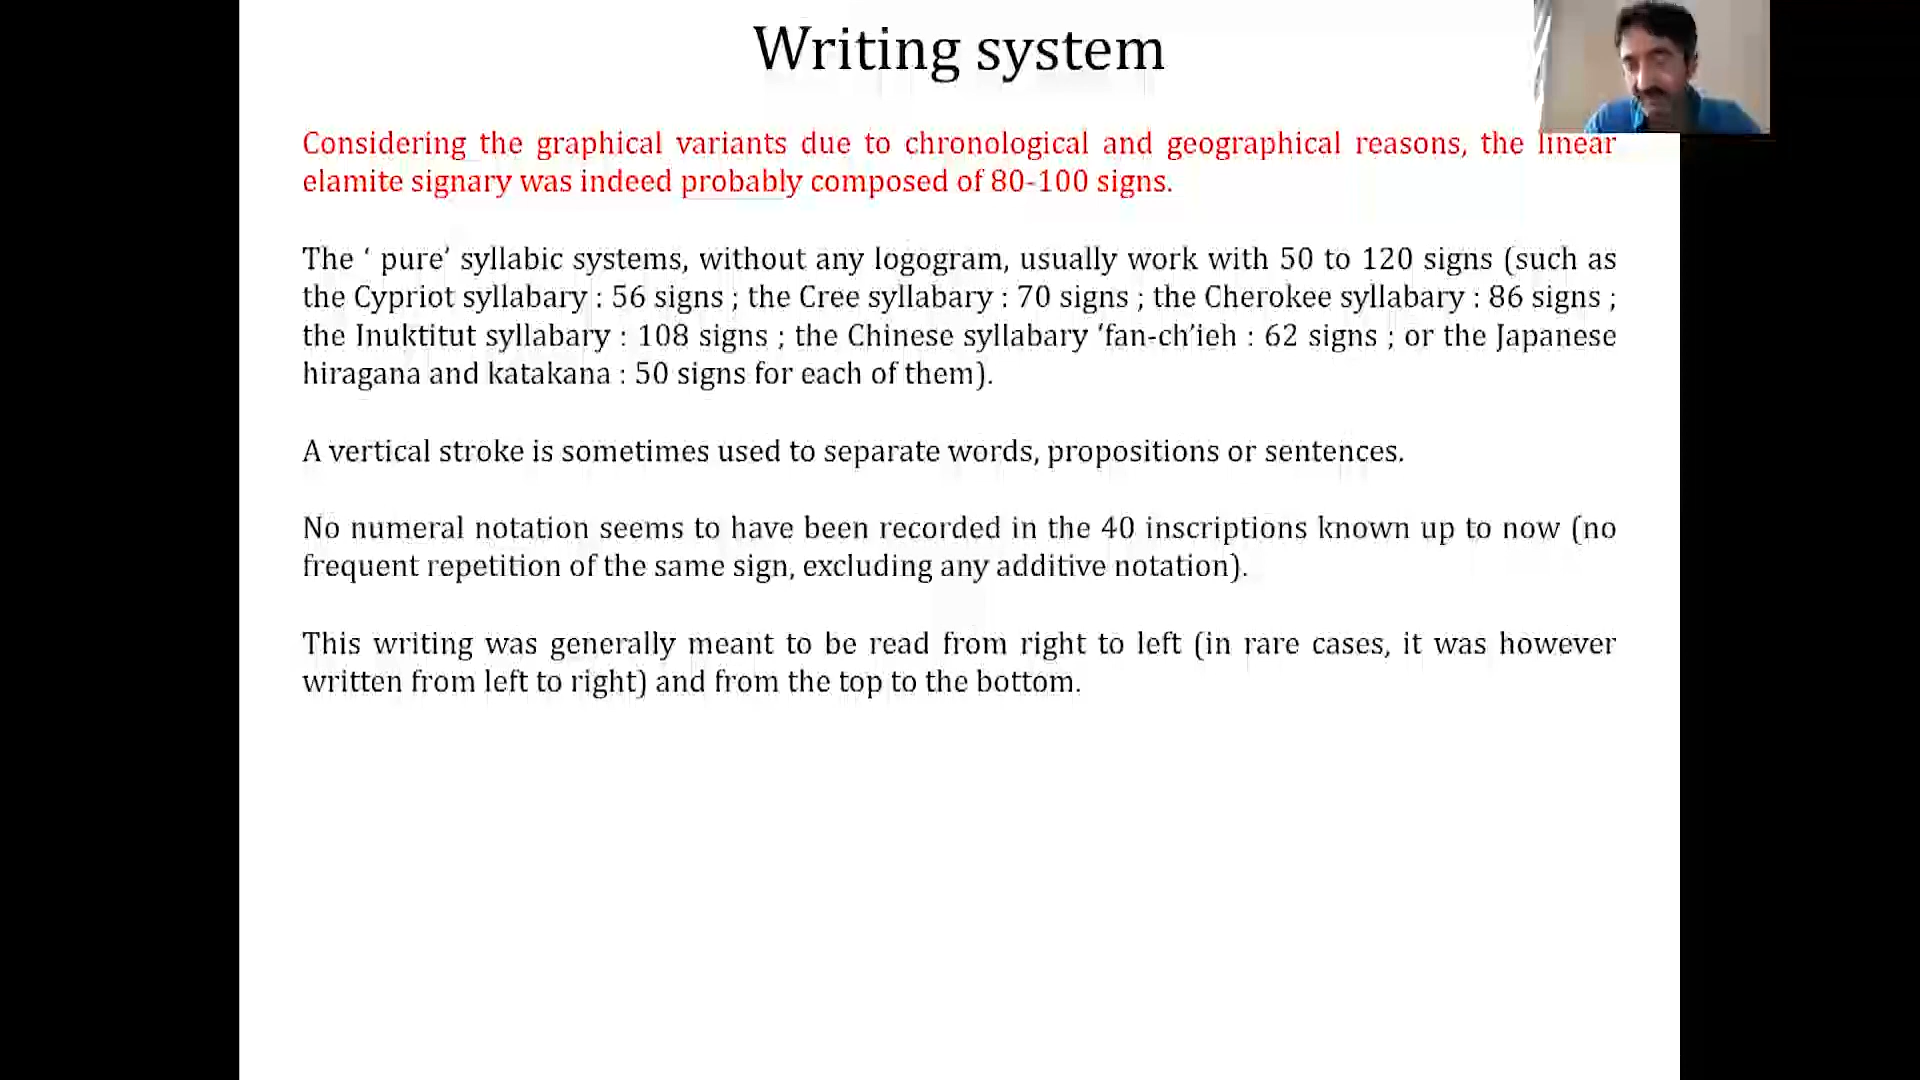 Writing system
Considering the graphical variants due to chronological and geographical reasons, the linear
elamite signary was indeed probably composed of 80-100 signs.
The ‘ pure’ syllabic systems, without any logogram, usually work with 50 to 120 signs (such as
the Cypriot syllabary : 56 signs ; the Cree syllabary : 70 signs ; the Cherokee syllabary : 86 signs ;
the Inuktitut syllabary : 108 signs ; the Chinese syllabary ‘fan-ch’ieh : 62 signs ; or the Japanese
hiragana and katakana : 50 signs for each of them).
A vertical stroke is sometimes used to separate words, propositions or sentences.
No numeral notation seems to have been recorded in the 40 inscriptions known up to now (no
frequent repetition of the same sign, excluding any additive notation).
This writing was generally meant to be read from right to left (in rare cases, it was however
written from left to right) and from the top to the bottom.